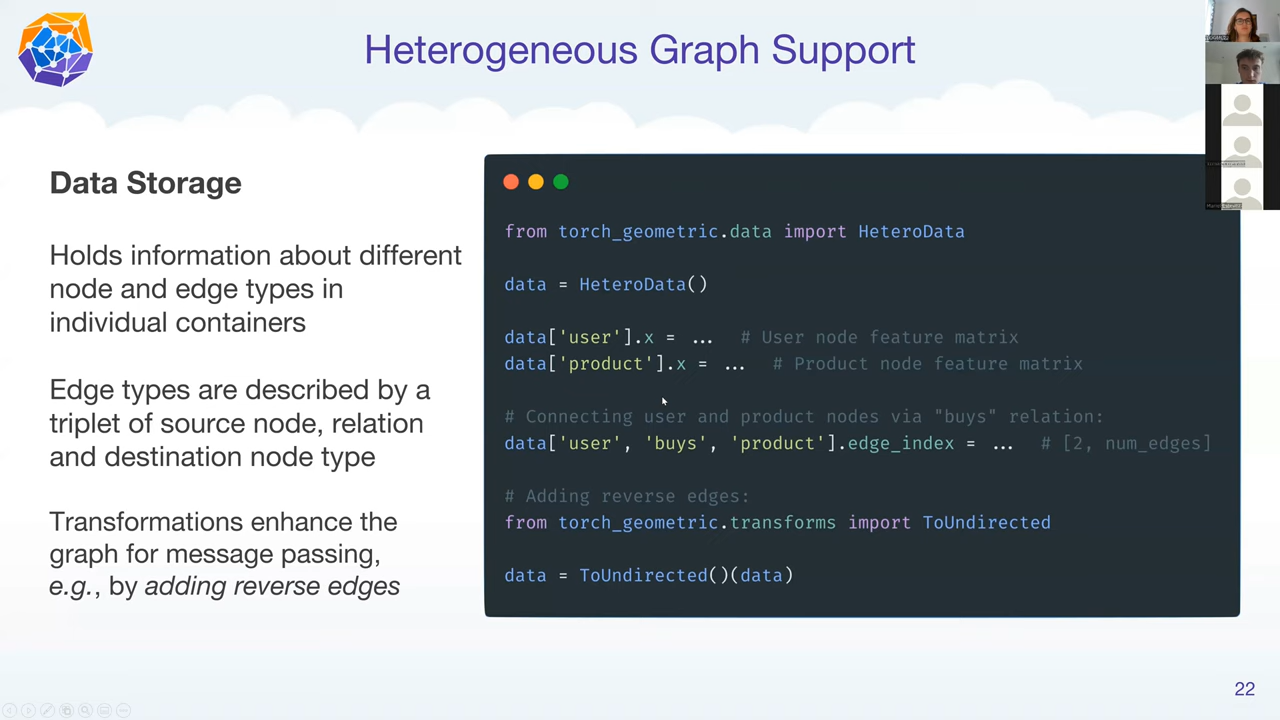 Heterogeneous Graph Support
Data Storage
Holds information about different
node and edge types in
individual containers
Edge types are described by a
triplet of source node, relation
and destination node type
Transformations enhance the
graph for message passing,
e.g., by adding reverse edges
from torch_geometric.data import HeteroData
data = HeteroData()
data['user'].x = ... # User node feature matrix
data['product'].x = ... # Product node feature matrix
# Connecting user and product nodes via "buys" relation:
data['user', 'buys', 'product'].edge_index = ... # [2, num_edges]
# Adding reverse edges:
from torch_geometric.transforms import ToUndirected
data = ToUndirected()(data)
22